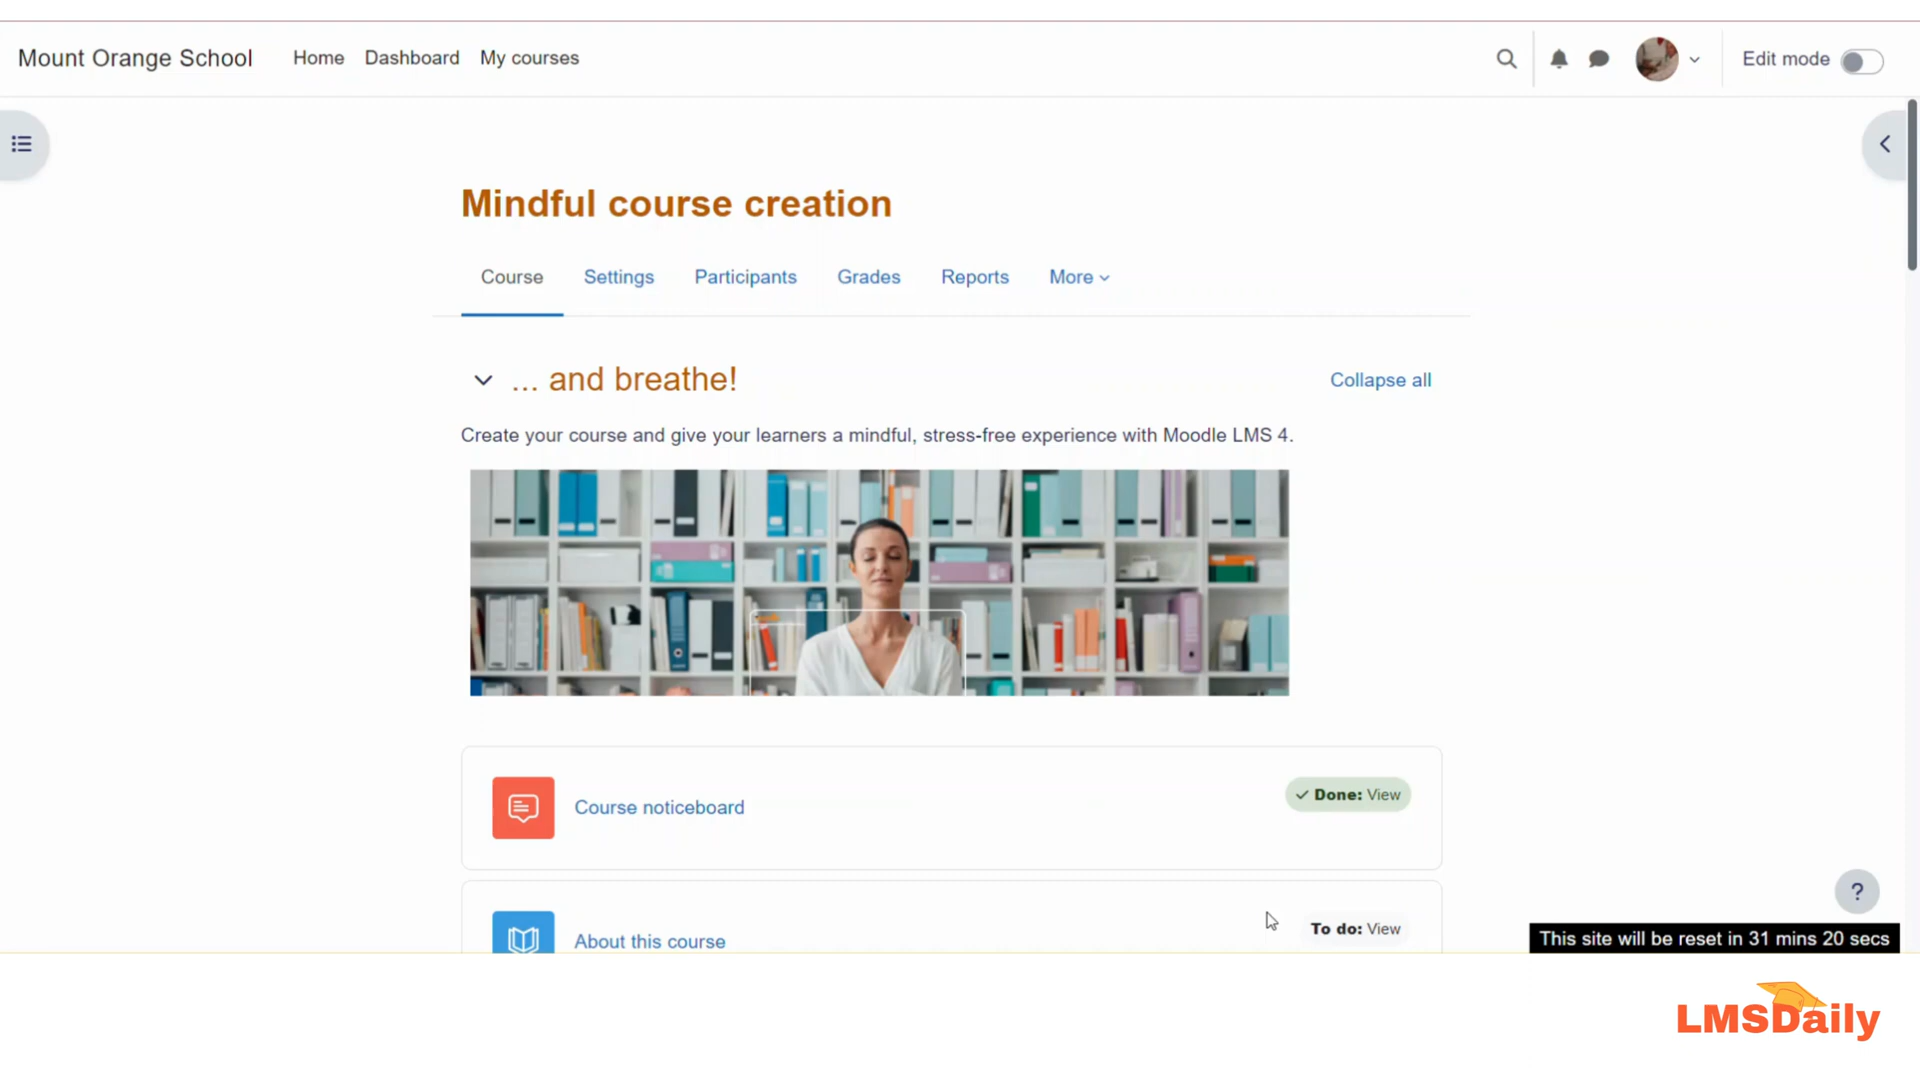 Mount Orange School Home Dashboard My courses Edit mode
Mindful course creation
Course Settings Participants Grades Reports More
... and breathe! Collapse all
Create your course and give your learners a mindful, stress-free experience with Moodle LMS 4.
Course noticeboard Done: View
About this course To do: View
?
This site will be reset in 31 mins 20 secs
LMSDaily